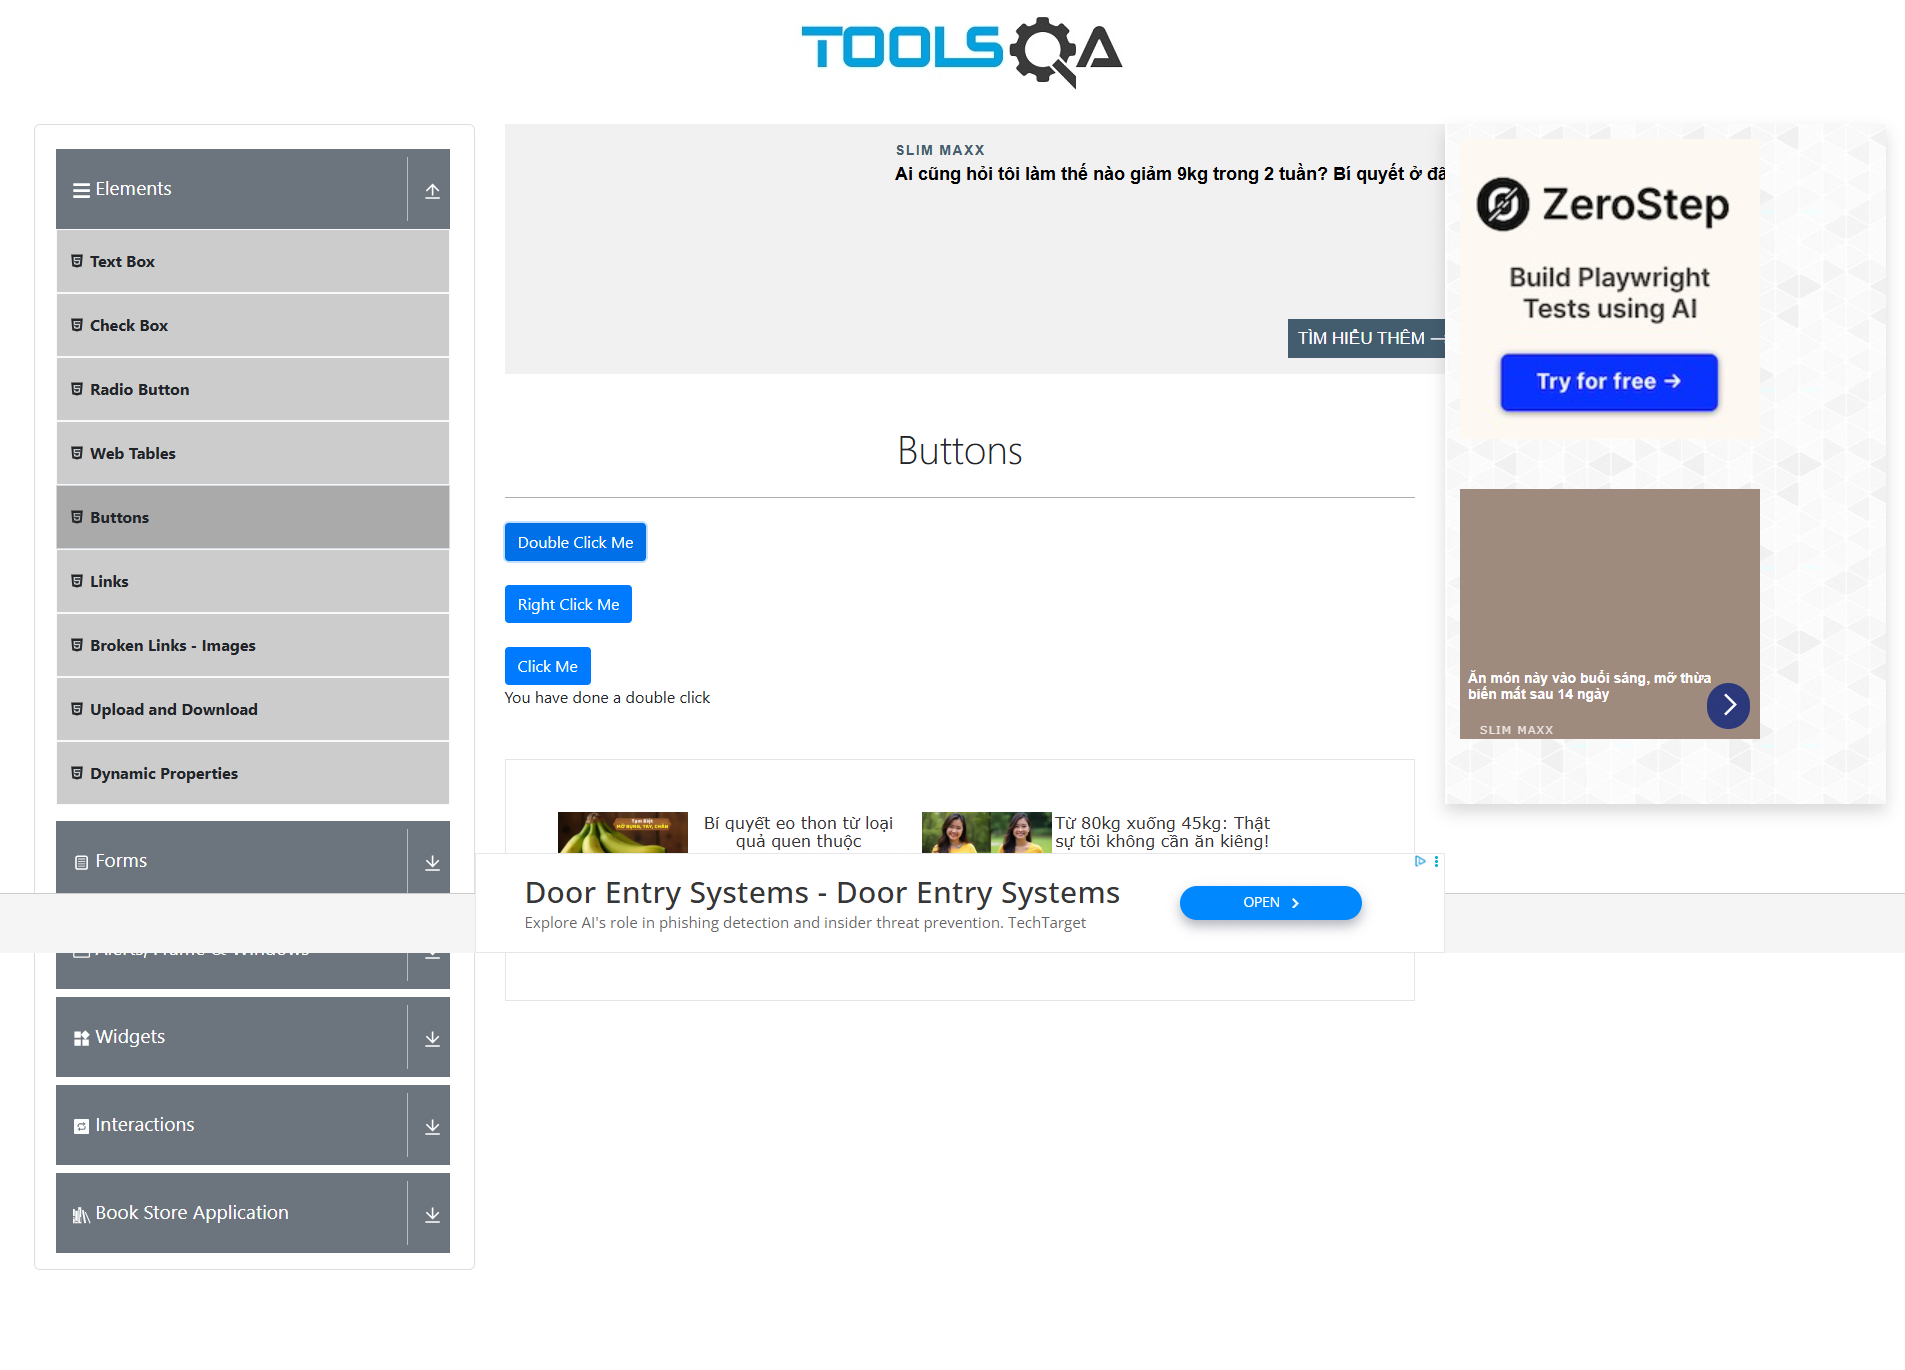 TOOLSQA
Elements
Text Box
Check Box
Radio Button
Web Tables
Buttons
Links
Broken Links - Images
Upload and Download
Dynamic Properties
Forms
Alerts, Frame & Windows
Widgets
Interactions
Book Store Application
SLIM MAXX
Ai cũng hỏi tôi làm thế nào giảm 9kg trong 2 tuần? Bí quyết ở đâ
TÌM HIỂU THÊM
Buttons
Double Click Me
Right Click Me
Click Me
You have done a double click
Bí quyết eo thon từ loại
quả quen thuộc
Từ 80kg xuống 45kg: Thật
sự tôi không cần ăn kiêng!
Door Entry Systems - Door Entry Systems
Explore AI's role in phishing detection and insider threat prevention. TechTarget
OPEN
ZeroStep
Build Playwright
Tests using AI
Try for free →
Ăn món này vào buổi sáng, mỡ thừa
biến mất sau 14 ngày
SLIM MAXX